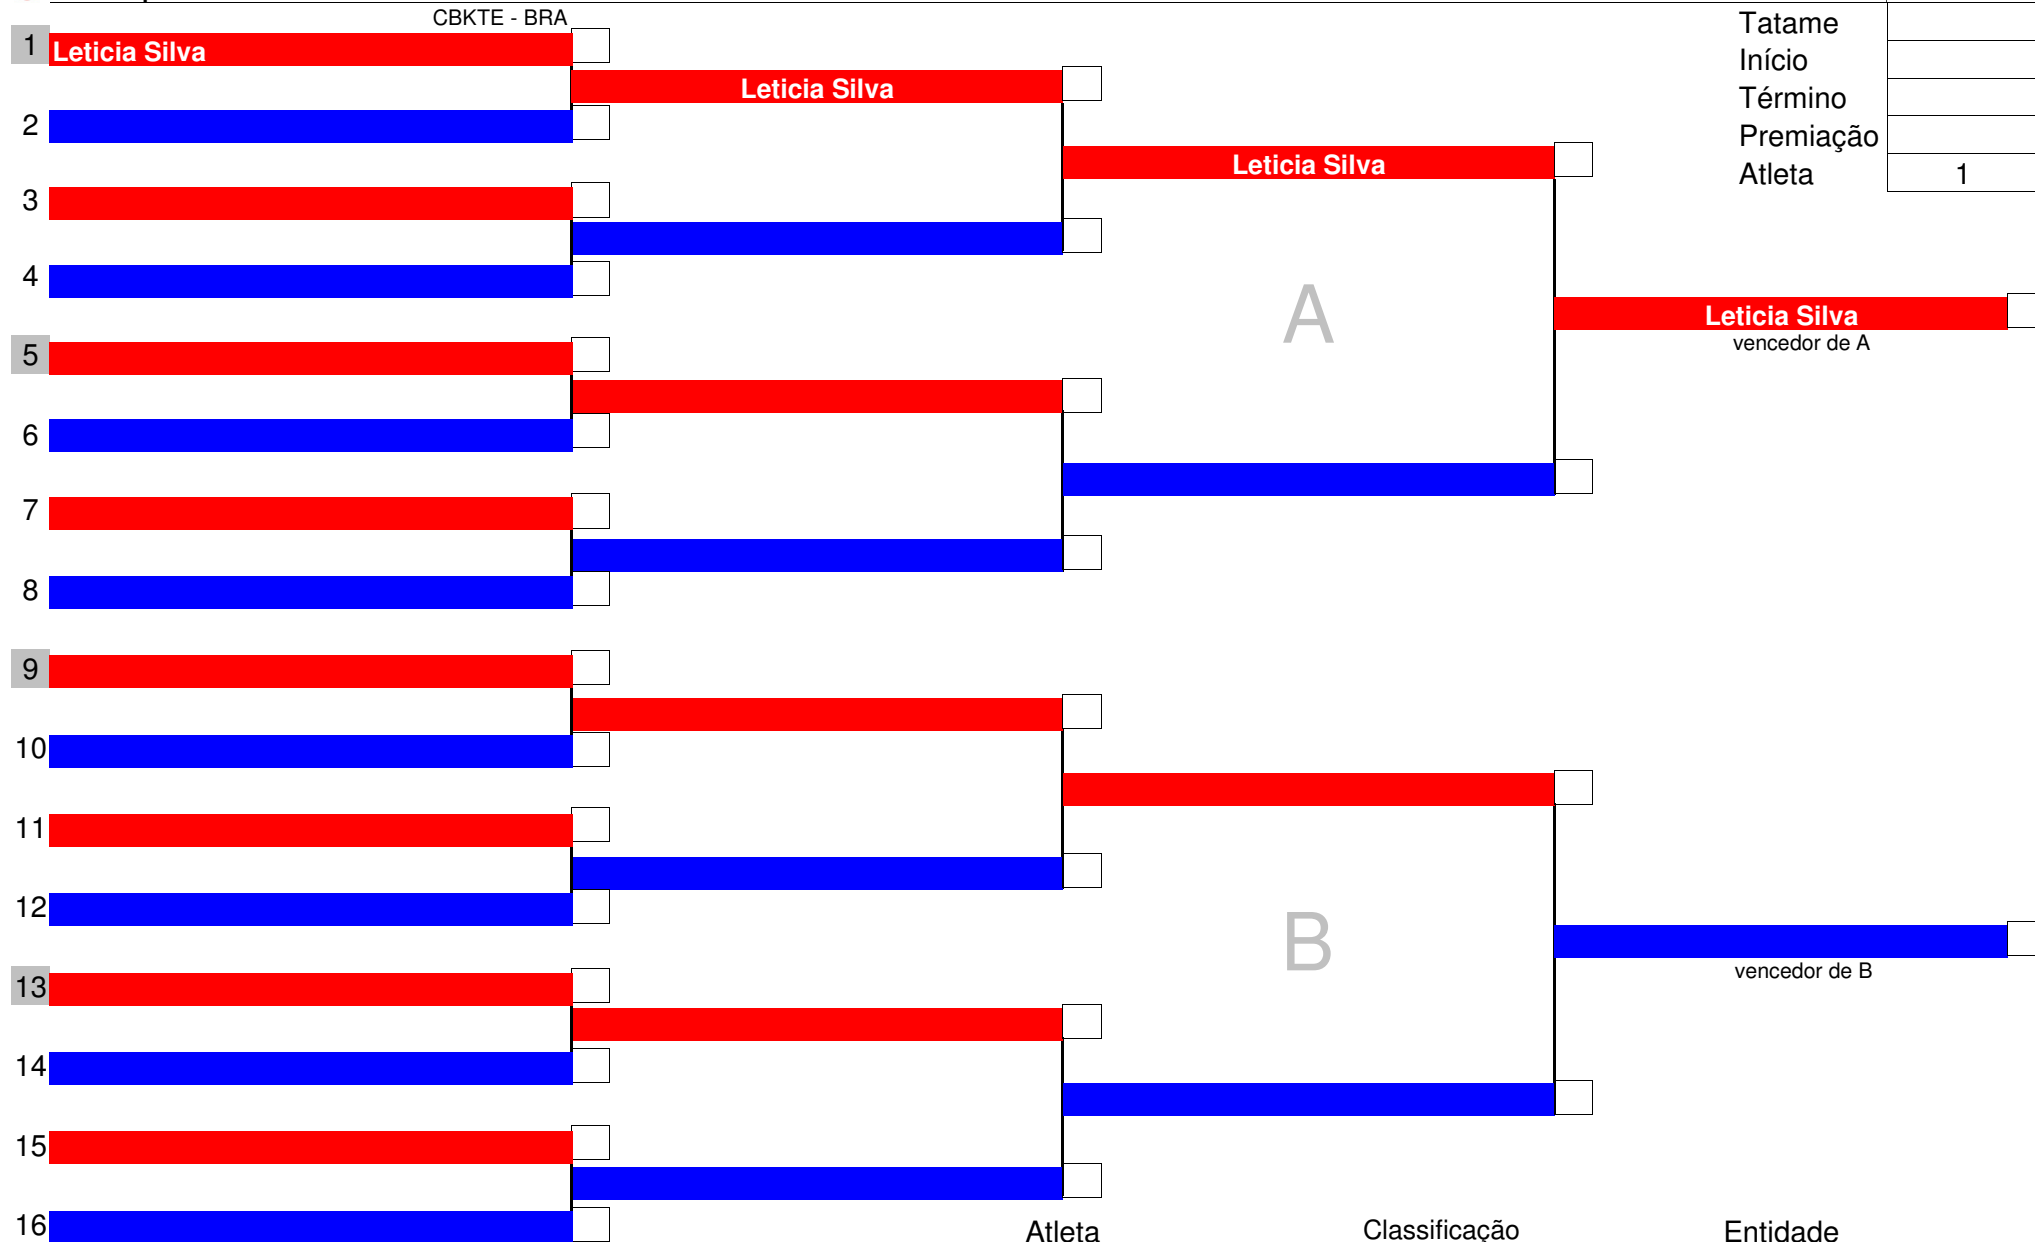 CBKTE - BRA
Tatame
1 Leticia Silva
Início
Leticia Silva
Término
2
Premiação
Leticia Silva
Atleta 1
3
4
A
Leticia Silva
vencedor de A
5
6
7
8
9
10
11
12
B
vencedor de B
13
14
15
16
Atleta Classificação Entidade